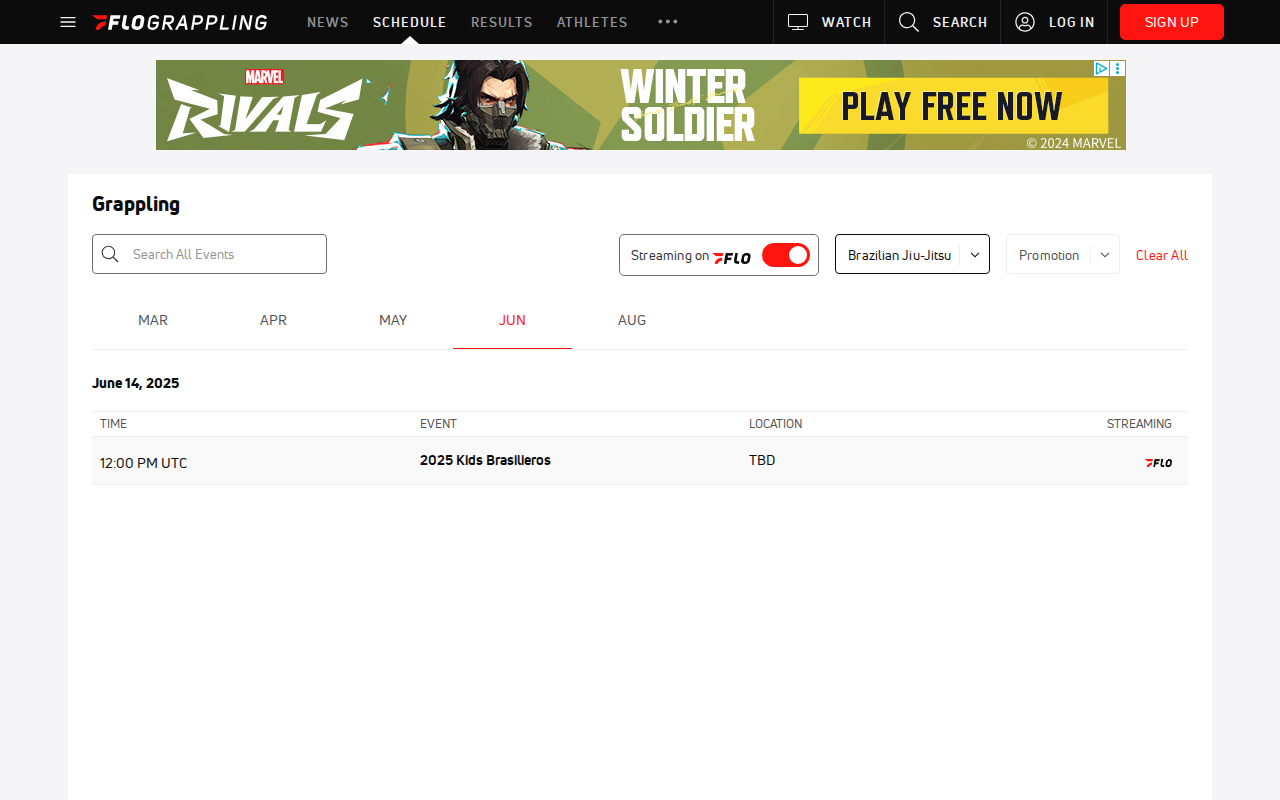 FLOGRAPPLING NEWS SCHEDULE RESULTS ATHLETES WATCH SEARCH LOG IN SIGN UP
MARVEL
RIVALS
WINTER
SOLDIER
PLAY FREE NOW
© 2024 MARVEL
Grappling
Search All Events
Streaming on FLO
Brazilian Jiu-Jitsu
Promotion
Clear All
MAR APR MAY JUN AUG
June 14, 2025
TIME EVENT LOCATION STREAMING
12:00 PM UTC 2025 Kids Brasilieros TBD FLO